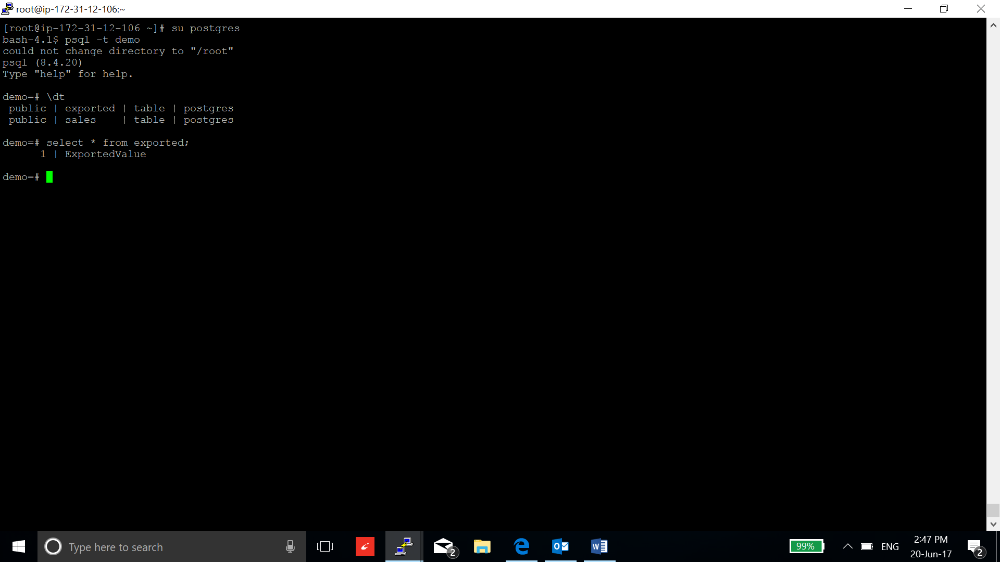 root@ip-172-31-12-106:~
[root@ip-172-31-12-106 ~]# su postgres
bash-4.1$ psql -t demo
could not change directory to "/root"
psql (8.4.20)
Type "help" for help.
demo=# \dt
public | exported | table | postgres
public | sales    | table | postgres
demo=# select * from exported;
1 | ExportedValue
demo=#
Type here to search
2
99%
ENG
2:47 PM
20-Jun-17
2